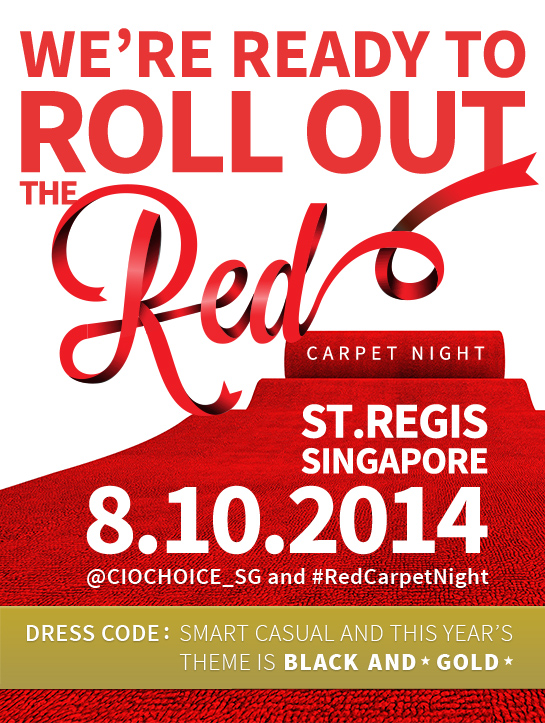 WE'RE READY TO
ROLL OUT
THE
Red
CARPET NIGHT
ST.REGIS
SINGAPORE
8.10.2014
@CIOCHOICE_SG and #RedCarpetNight
DRESS CODE: SMART CASUAL AND THIS YEAR'S
THEME IS BLACK AND★GOLD★